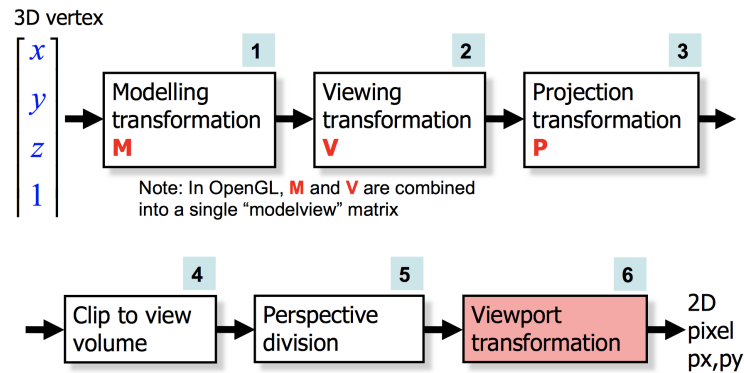 3D vertex
x
y
z
1
1
Modelling
transformation
M
2
Viewing
transformation
V
3
Projection
transformation
P
Note: In OpenGL, M and V are combined
into a single “modelview” matrix
4
Clip to view
volume
5
Perspective
division
6
Viewport
transformation
2D
pixel
px,py